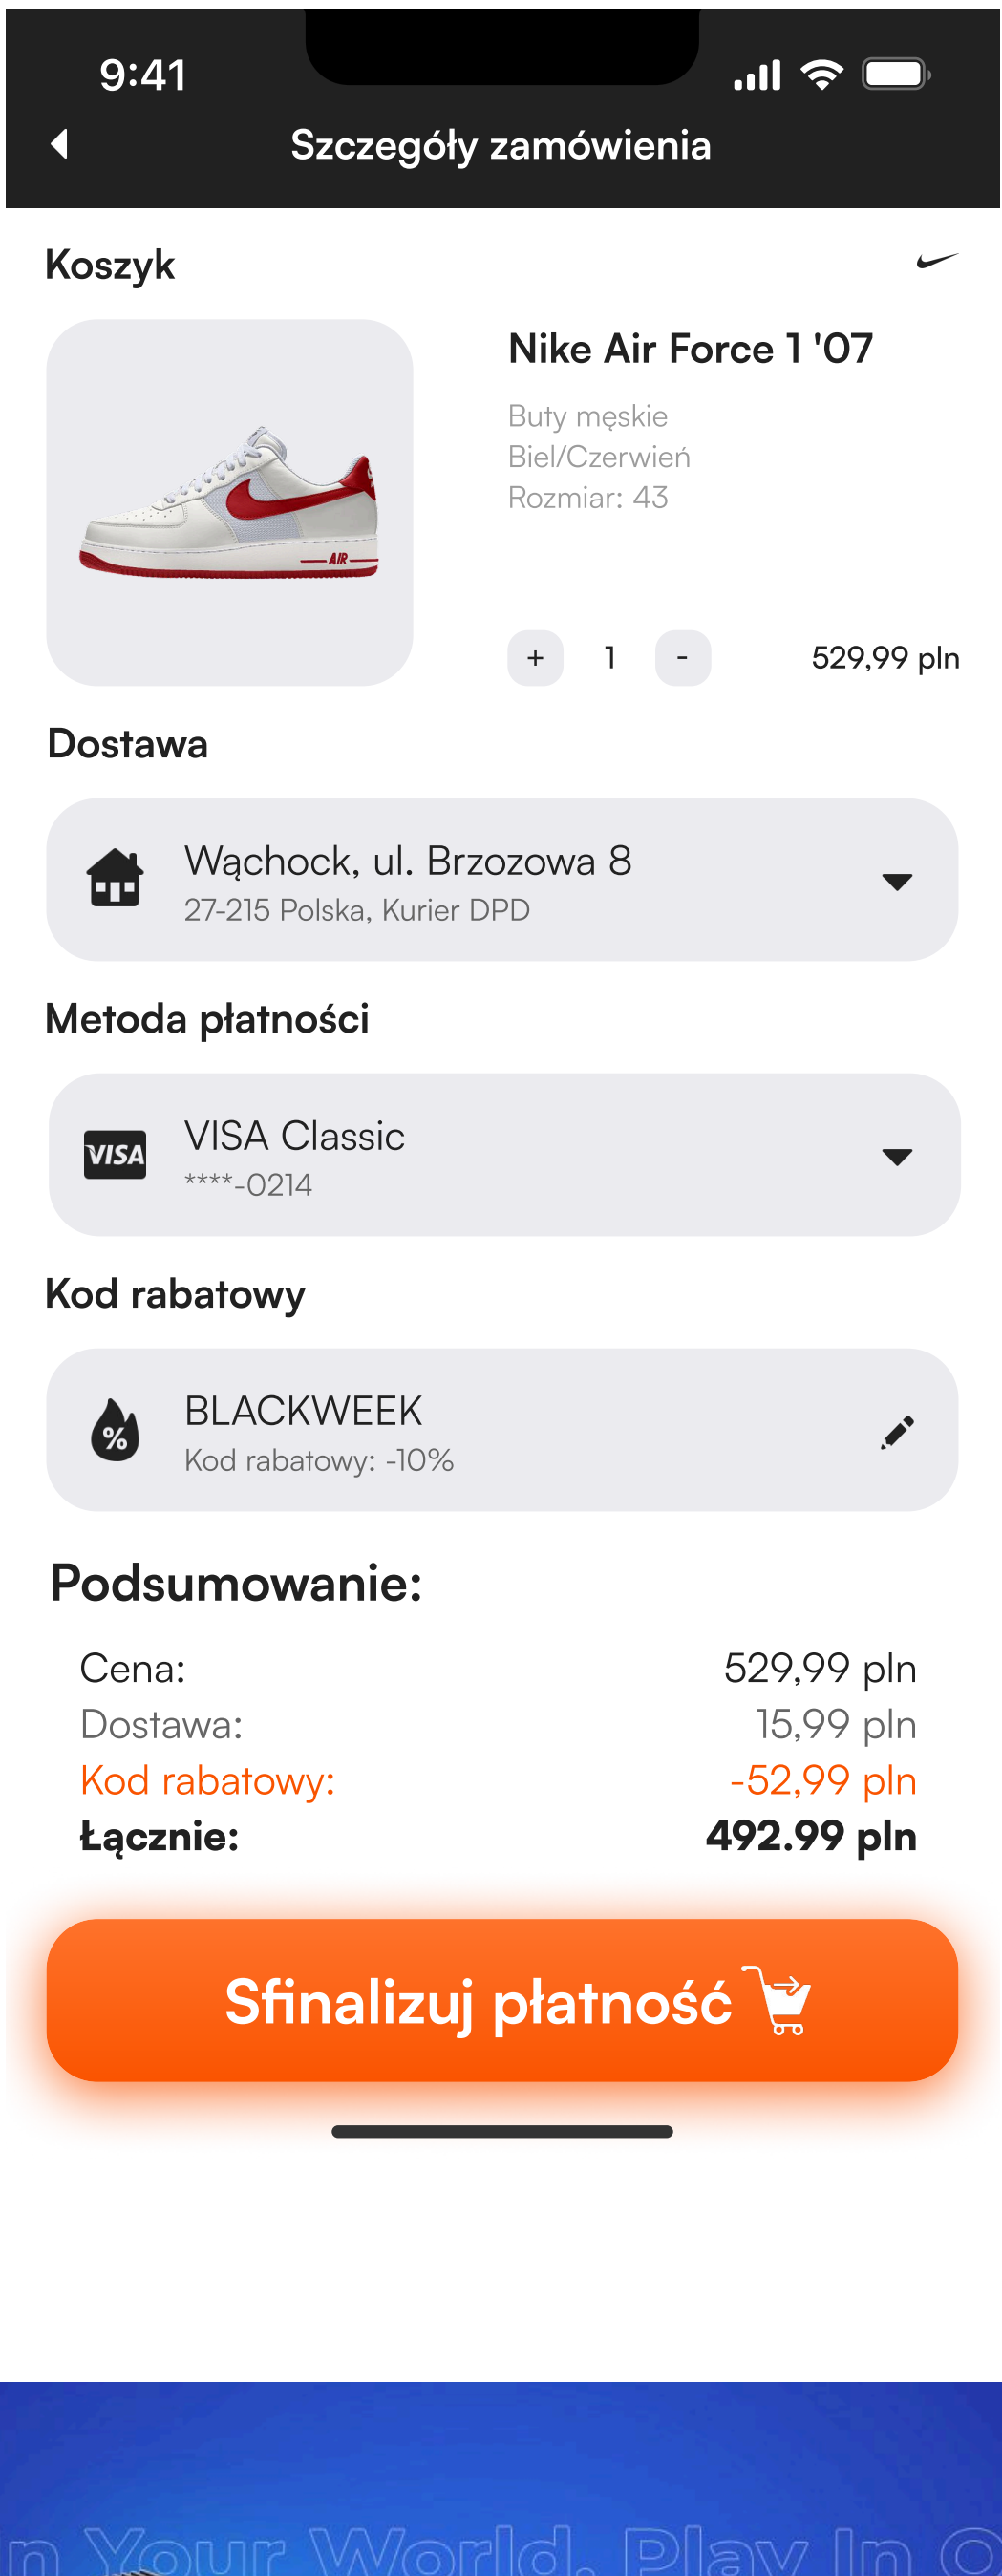 9:41
Szczegóły zamówienia
Koszyk
Nike Air Force 1 '07
Buty męskie
Biel/Czerwień
Rozmiar: 43
AIR
+ 1 - 529,99 pln
Dostawa
Wąchock, ul. Brzozowa 8
27-215 Polska, Kurier DPD
Metoda płatności
VISA
VISA Classic
****-0214
Kod rabatowy
%
BLACKWEEK
Kod rabatowy: -10%
Podsumowanie:
Cena: 529,99 pln
Dostawa: 15,99 pln
Kod rabatowy: -52,99 pln
Łącznie: 492.99 pln
Sfinalizuj płatność
n Your World. Play In O